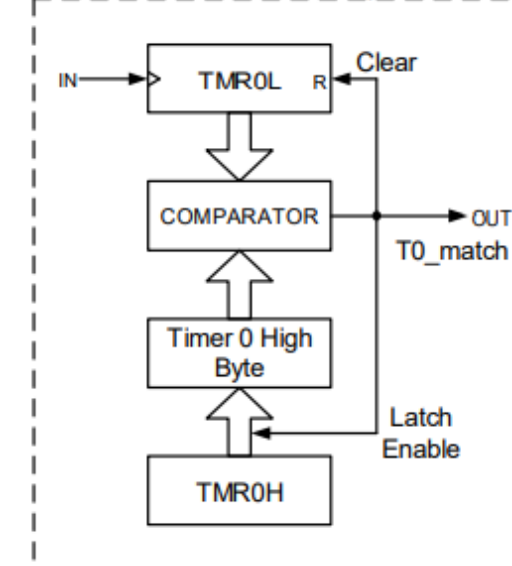 Clear
IN
TMR0L
R
COMPARATOR
OUT
T0_match
Timer 0 High
Byte
Latch
Enable
TMR0H